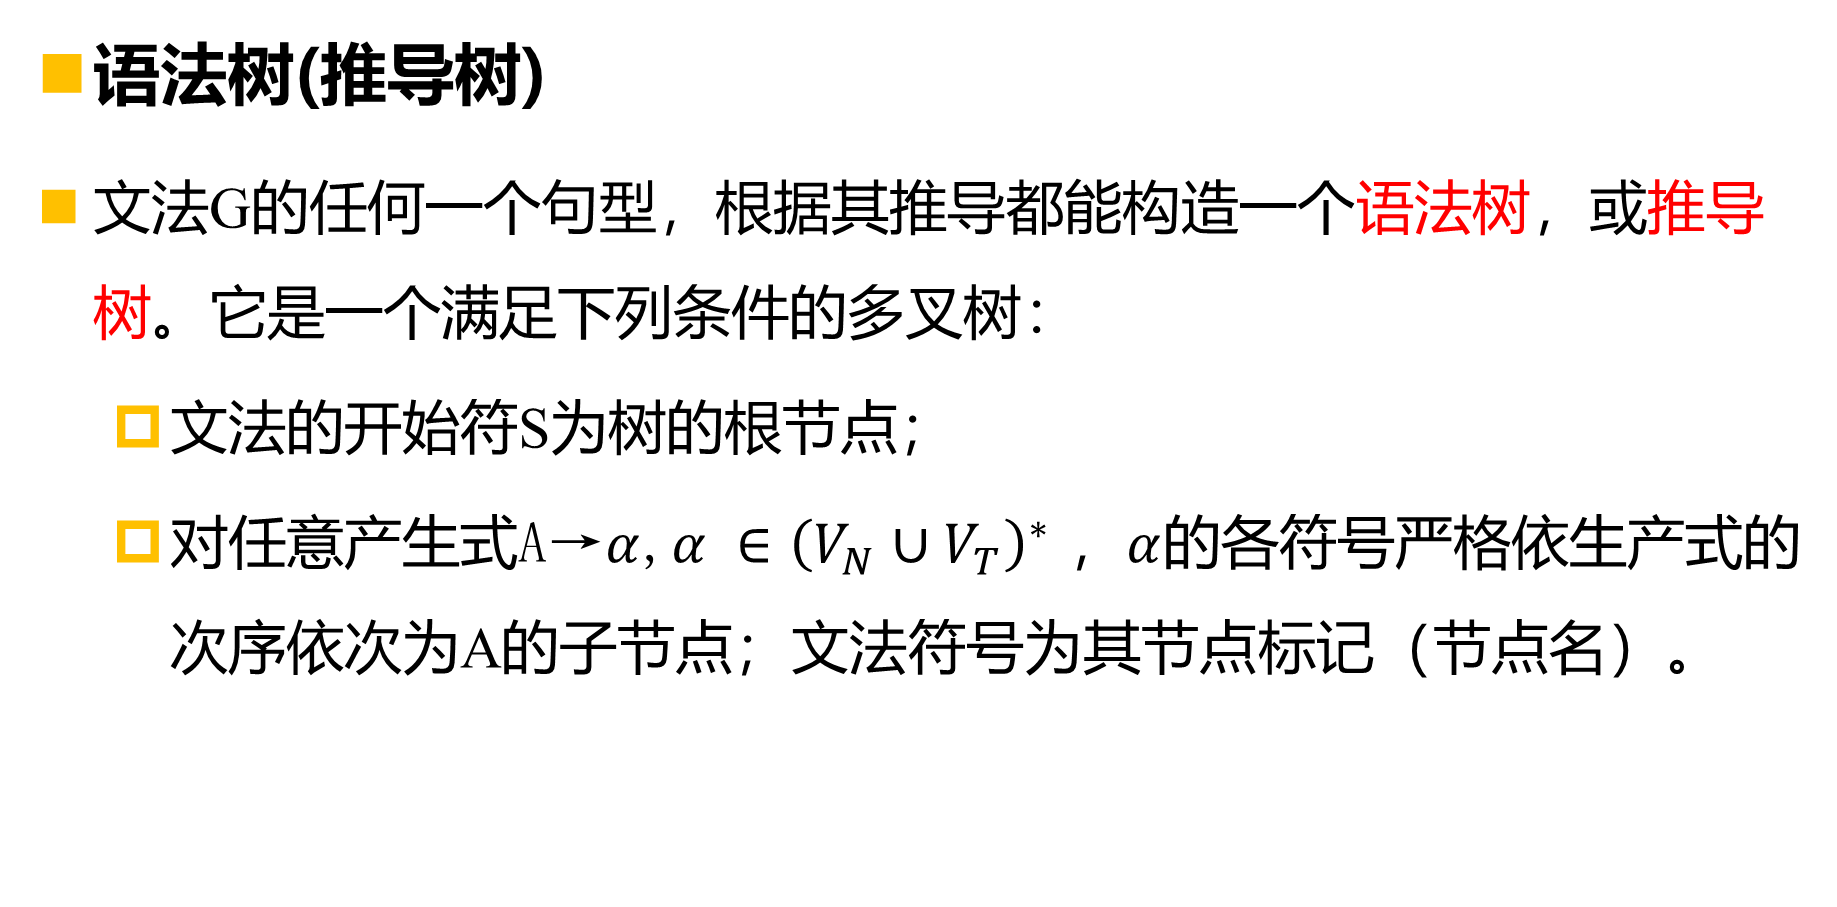 语法树(推导树)
文法G的任何一个句型，根据其推导都能构造一个语法树，或推导
树。它是一个满足下列条件的多叉树：
文法的开始符S为树的根节点；
对任意产生式A→α, α ∈ (V_N ∪ V_T)*，α的各符号严格依生产式的
次序依次为A的子节点；文法符号为其节点标记（节点名）。